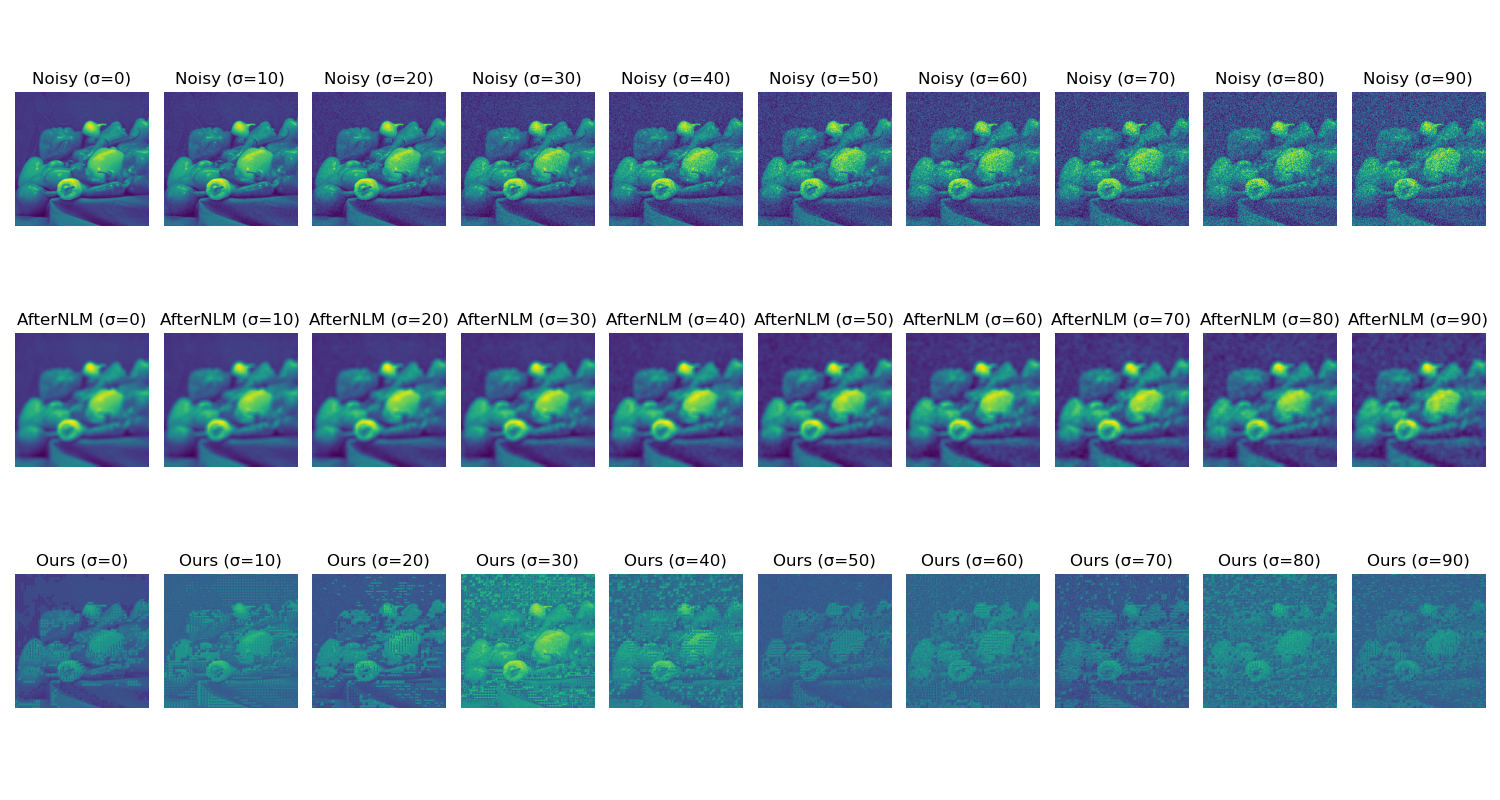 Noisy (σ=0) Noisy (σ=10) Noisy (σ=20) Noisy (σ=30) Noisy (σ=40) Noisy (σ=50) Noisy (σ=60) Noisy (σ=70) Noisy (σ=80) Noisy (σ=90)
AfterNLM (σ=0) AfterNLM (σ=10) AfterNLM (σ=20) AfterNLM (σ=30) AfterNLM (σ=40) AfterNLM (σ=50) AfterNLM (σ=60) AfterNLM (σ=70) AfterNLM (σ=80) AfterNLM (σ=90)
Ours (σ=0) Ours (σ=10) Ours (σ=20) Ours (σ=30) Ours (σ=40) Ours (σ=50) Ours (σ=60) Ours (σ=70) Ours (σ=80) Ours (σ=90)